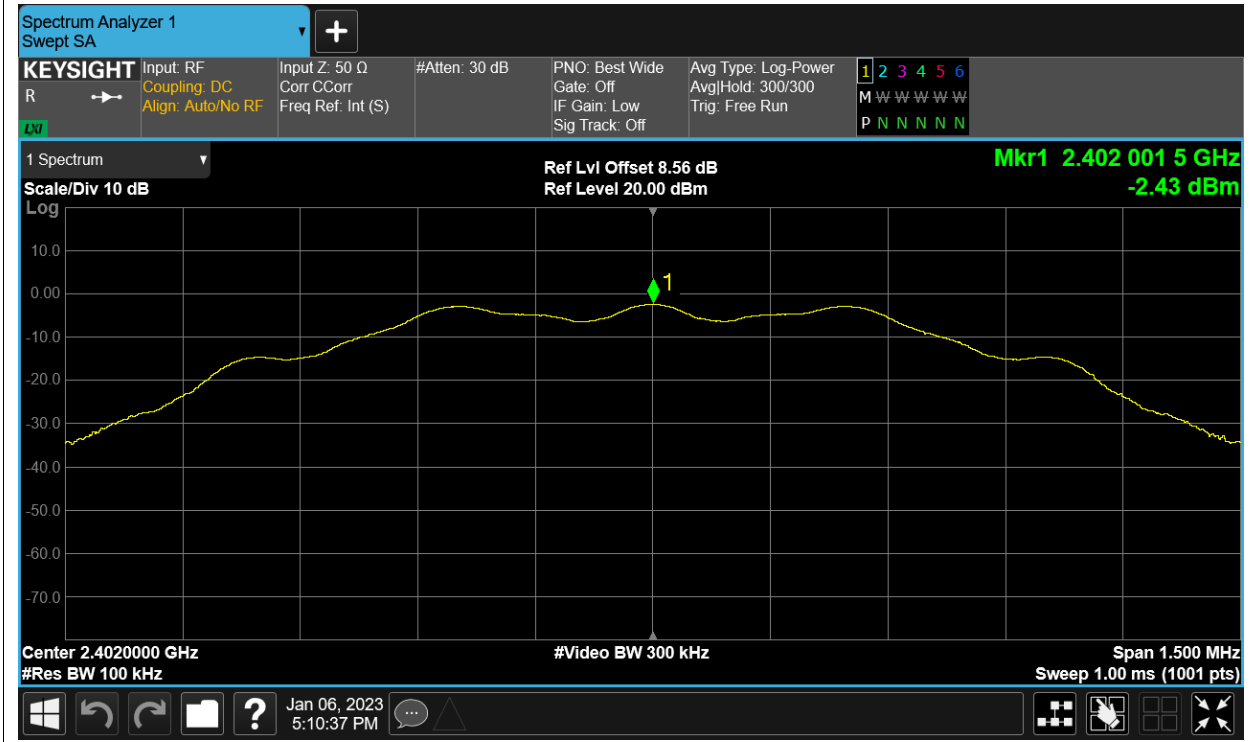 Spectrum Analyzer 1
Swept SA
KEYSIGHT
R
LXI
Input: RF
Coupling: DC
Align: Auto/No RF
Input Z: 50 Ω
Corr CCorr
Freq Ref: Int (S)
#Atten: 30 dB
PNO: Best Wide
Gate: Off
IF Gain: Low
Sig Track: Off
Avg Type: Log-Power
Avg|Hold: 300/300
Trig: Free Run
1 2 3 4 5 6
M W W W W W
P N N N N N
1 Spectrum
Scale/Div 10 dB
Log
Ref Lvl Offset 8.56 dB
Ref Level 20.00 dBm
Mkr1 2.402 001 5 GHz
-2.43 dBm
1
10.0
0.00
-10.0
-20.0
-30.0
-40.0
-50.0
-60.0
-70.0
Center 2.4020000 GHz
#Res BW 100 kHz
#Video BW 300 kHz
Span 1.500 MHz
Sweep 1.00 ms (1001 pts)
?
Jan 06, 2023
5:10:37 PM